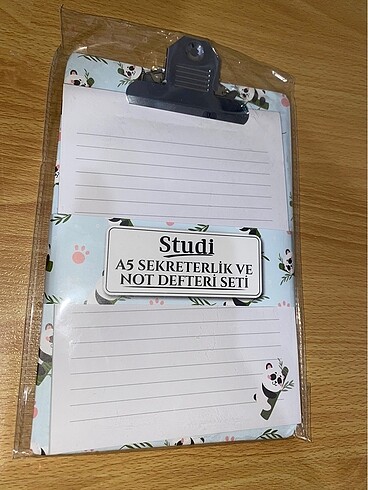 Studi
A5 SEKRETERLİK VE
NOT DEFTERİ SETİ